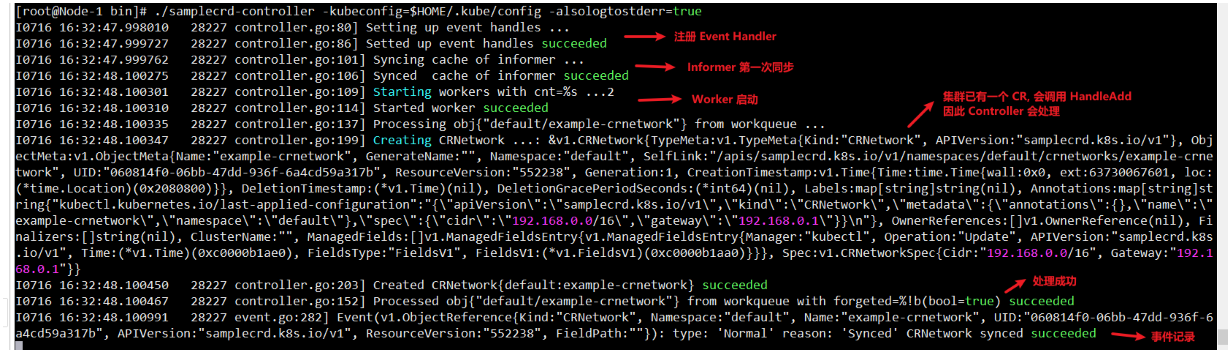 [root@Node-1 bin]# ./samplecrd-controller -kubeconfig=$HOME/.kube/config -alsologtostderr=true
I0716 16:32:47.998010   28227 controller.go:80] Setting up event handles ...
注册 Event Handler
I0716 16:32:47.999727   28227 controller.go:86] Setted up event handles succeeded
I0716 16:32:47.999762   28227 controller.go:101] Syncing cache of informer ...
Informer 第一次同步
I0716 16:32:48.100275   28227 controller.go:106] Synced  cache of informer succeeded
I0716 16:32:48.100301   28227 controller.go:109] Starting workers with cnt=%s ...2
Worker 启动
I0716 16:32:48.100310   28227 controller.go:114] Started worker succeeded
集群已有一个 CR, 会调用 HandleAdd
因此 Controller 会处理
I0716 16:32:48.100335   28227 controller.go:137] Processing obj{"default/example-crnetwork"} from workqueue ...
I0716 16:32:48.100347   28227 controller.go:199] Creating CRNetwork ...: &v1.CRNetwork{TypeMeta:v1.TypeMeta{Kind:"CRNetwork", APIVersion:"samplecrd.k8s.io/v1"}, Obj
ectMeta:v1.ObjectMeta{Name:"example-crnetwork", GenerateName:"", Namespace:"default", SelfLink:"/apis/samplecrd.k8s.io/v1/namespaces/default/crnetworks/example-crne
twork", UID:"060814f0-06bb-47dd-936f-6a4cd59a317b", ResourceVersion:"552238", Generation:1, CreationTimestamp:v1.Time{Time:time.Time{wall:0x0, ext:63730067601, loc:
(*time.Location)(0x2080800)}}, DeletionTimestamp:(*v1.Time)(nil), DeletionGracePeriodSeconds:(*int64)(nil), Labels:map[string]string(nil), Annotations:map[string]st
ring{"kubectl.kubernetes.io/last-applied-configuration":"{\"apiVersion\":\"samplecrd.k8s.io/v1\",\"kind\":\"CRNetwork\",\"metadata\":{\"annotations\":{},\"name\":\"
example-crnetwork\",\"namespace\":\"default\"},\"spec\":{\"cidr\":\"192.168.0.0/16\",\"gateway\":\"192.168.0.1\"}}\n"}, OwnerReferences:[]v1.OwnerReference(nil), Fi
nalizers:[]string(nil), ClusterName:"", ManagedFields:[]v1.ManagedFieldsEntry{v1.ManagedFieldsEntry{Manager:"kubectl", Operation:"Update", APIVersion:"samplecrd.k8s
.io/v1", Time:(*v1.Time)(0xc0000b1ae0), FieldsType:"FieldsV1", FieldsV1:(*v1.FieldsV1)(0xc0000b1aa0)}}}, Spec:v1.CRNetworkSpec{Cidr:"192.168.0.0/16", Gateway:"192.1
68.0.1"}}
I0716 16:32:48.100450   28227 controller.go:203] Created CRNetwork{default:example-crnetwork} succeeded
处理成功
I0716 16:32:48.100467   28227 controller.go:152] Processed obj{"default/example-crnetwork"} from workqueue with forgeted=%!b(bool=true) succeeded
I0716 16:32:48.100991   28227 event.go:282] Event(v1.ObjectReference{Kind:"CRNetwork", Namespace:"default", Name:"example-crnetwork", UID:"060814f0-06bb-47dd-936f-6
a4cd59a317b", APIVersion:"samplecrd.k8s.io/v1", ResourceVersion:"552238", FieldPath:""}): type: 'Normal' reason: 'Synced' CRNetwork synced succeeded
事件记录